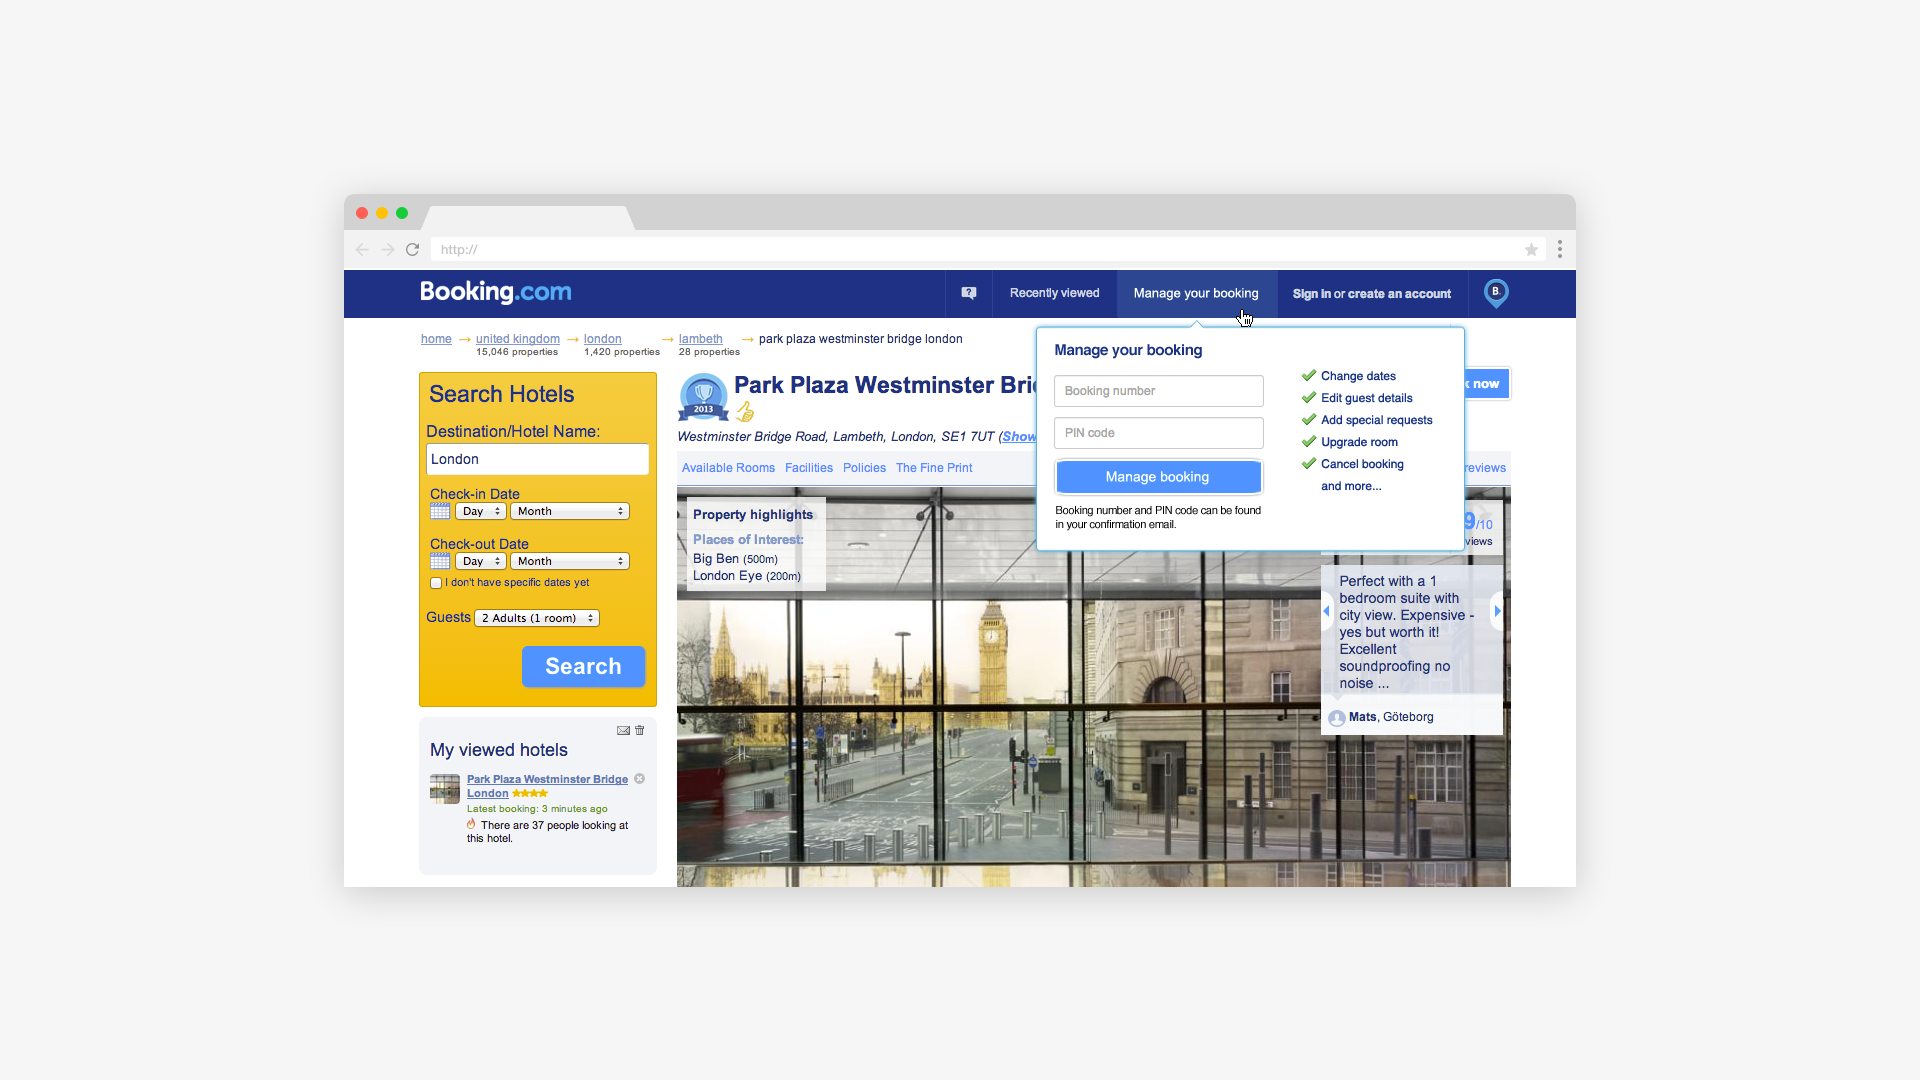 http://
Booking.com
?
Recently viewed
Manage your booking
Sign in or create an account
B.
home → united kingdom → london → lambeth → park plaza westminster bridge london
15,046 properties
1,420 properties
28 properties
Search Hotels
Destination/Hotel Name:
London
Check-in Date
Day
Month
Check-out Date
Day
Month
I don't have specific dates yet
Guests
2 Adults (1 room)
Search
My viewed hotels
Park Plaza Westminster Bridge
London
Latest booking: 3 minutes ago
There are 37 people looking at
this hotel.
2013
Park Plaza Westminster Bri
Westminster Bridge Road, Lambeth, London, SE1 7UT (Show
Available Rooms
Facilities
Policies
The Fine Print
reviews
now
Manage your booking
Booking number
PIN code
Manage booking
Booking number and PIN code can be found
in your confirmation email.
Change dates
Edit guest details
Add special requests
Upgrade room
Cancel booking
and more...
Property highlights
Places of Interest:
Big Ben (500m)
London Eye (200m)
9/10
views
Perfect with a 1
bedroom suite with
city view. Expensive -
yes but worth it!
Excellent
soundproofing no
noise ...
Mats, Göteborg